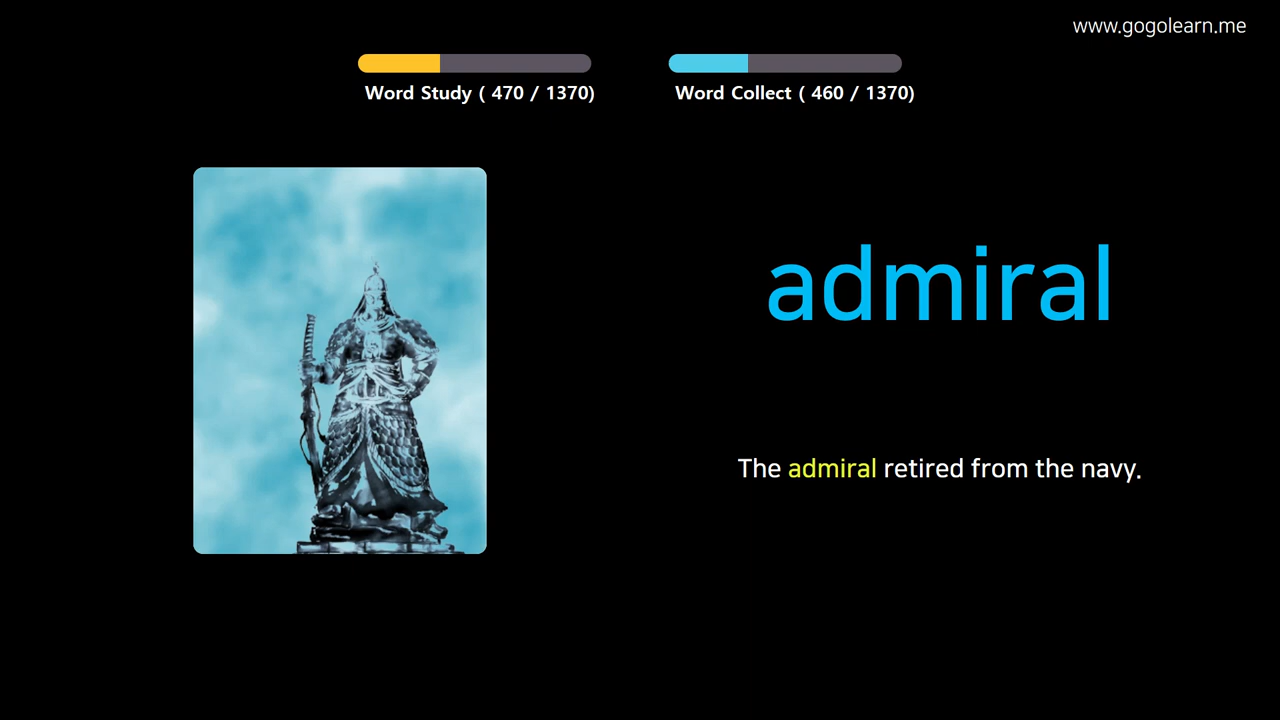 www.gogolearn.me
Word Study ( 470 / 1370)
Word Collect ( 460 / 1370)
admiral
The admiral retired from the navy.